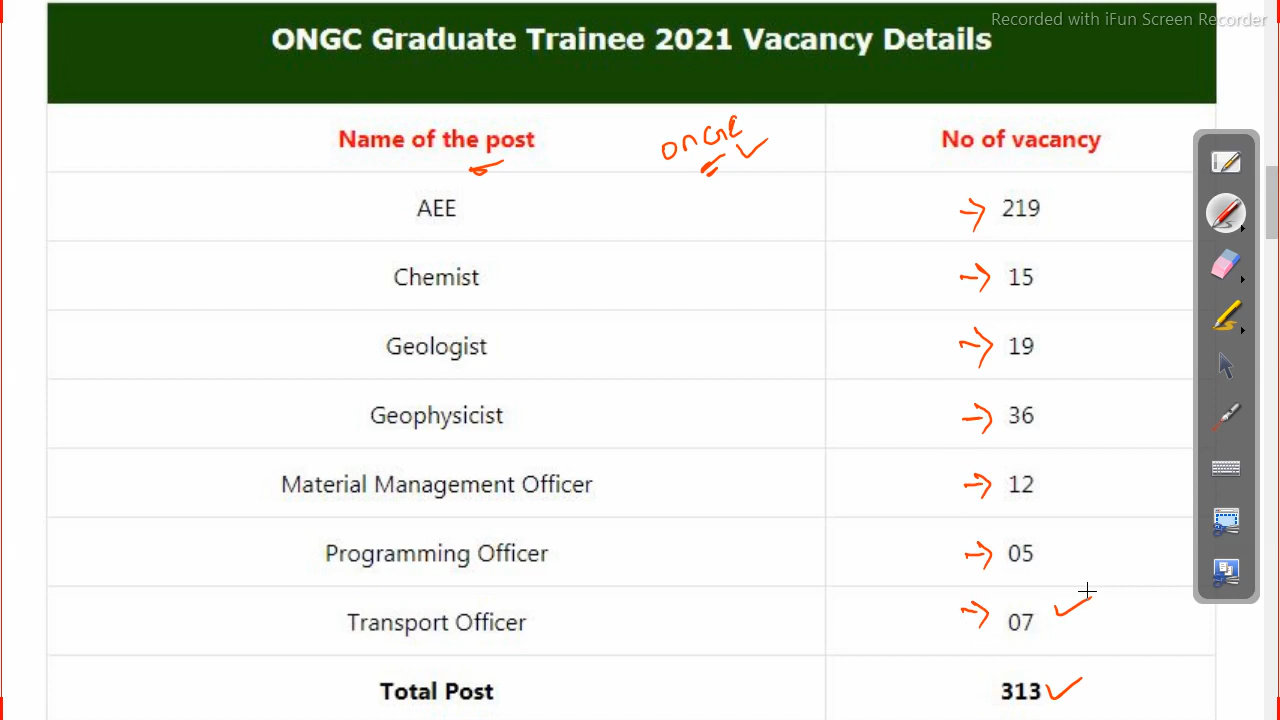 Recorded with iFun Screen Recorder
ONGC Graduate Trainee 2021 Vacancy Details
Name of the post ONGC No of vacancy
AEE 219
Chemist 15
Geologist 19
Geophysicist 36
Material Management Officer 12
Programming Officer 05
Transport Officer 07
Total Post 313